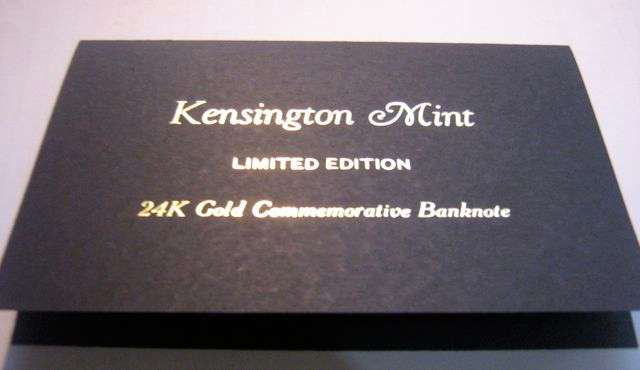 Kensington Mint
LIMITED EDITION
24K Gold Commemorative Banknote